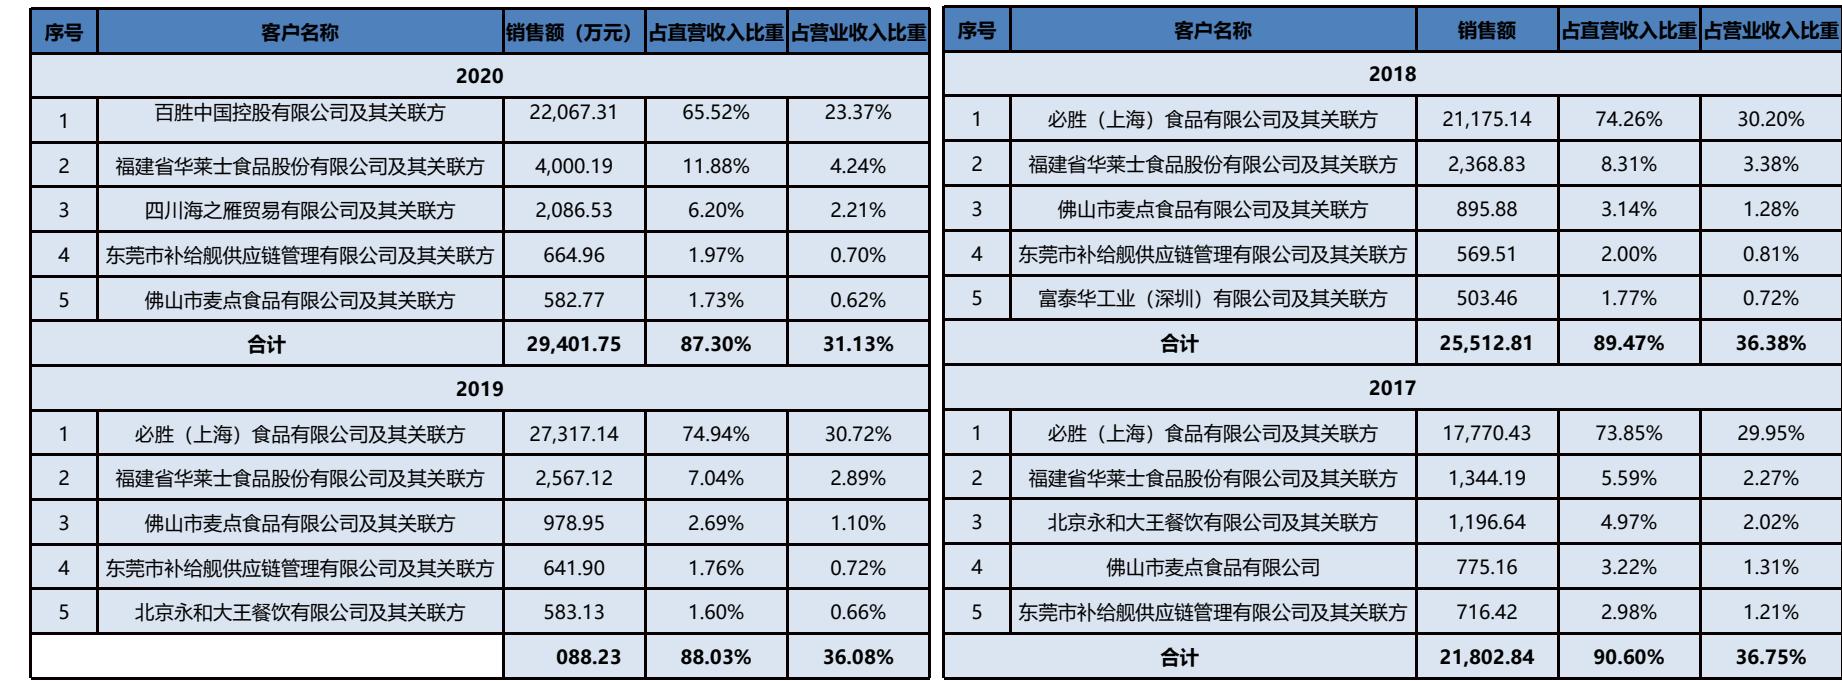 序号 客户名称 销售额（万元） 占直营收入比重 占营业收入比重
2020
1 百胜中国控股有限公司及其关联方 22,067.31 65.52% 23.37%
2 福建省华莱士食品股份有限公司及其关联方 4,000.19 11.88% 4.24%
3 四川海之雁贸易有限公司及其关联方 2,086.53 6.20% 2.21%
4 东莞市补给舰供应链管理有限公司及其关联方 664.96 1.97% 0.70%
5 佛山市麦点食品有限公司及其关联方 582.77 1.73% 0.62%
合计 29,401.75 87.30% 31.13%
2019
1 必胜（上海）食品有限公司及其关联方 27,317.14 74.94% 30.72%
2 福建省华莱士食品股份有限公司及其关联方 2,567.12 7.04% 2.89%
3 佛山市麦点食品有限公司及其关联方 978.95 2.69% 1.10%
4 东莞市补给舰供应链管理有限公司及其关联方 641.90 1.76% 0.72%
5 北京永和大王餐饮有限公司及其关联方 583.13 1.60% 0.66%
088.23 88.03% 36.08%
序号 客户名称 销售额 占直营收入比重 占营业收入比重
2018
1 必胜（上海）食品有限公司及其关联方 21,175.14 74.26% 30.20%
2 福建省华莱士食品股份有限公司及其关联方 2,368.83 8.31% 3.38%
3 佛山市麦点食品有限公司及其关联方 895.88 3.14% 1.28%
4 东莞市补给舰供应链管理有限公司及其关联方 569.51 2.00% 0.81%
5 富泰华工业（深圳）有限公司及其关联方 503.46 1.77% 0.72%
合计 25,512.81 89.47% 36.38%
2017
1 必胜（上海）食品有限公司及其关联方 17,770.43 73.85% 29.95%
2 福建省华莱士食品股份有限公司及其关联方 1,344.19 5.59% 2.27%
3 北京永和大王餐饮有限公司及其关联方 1,196.64 4.97% 2.02%
4 佛山市麦点食品有限公司 775.16 3.22% 1.31%
5 东莞市补给舰供应链管理有限公司及其关联方 716.42 2.98% 1.21%
合计 21,802.84 90.60% 36.75%